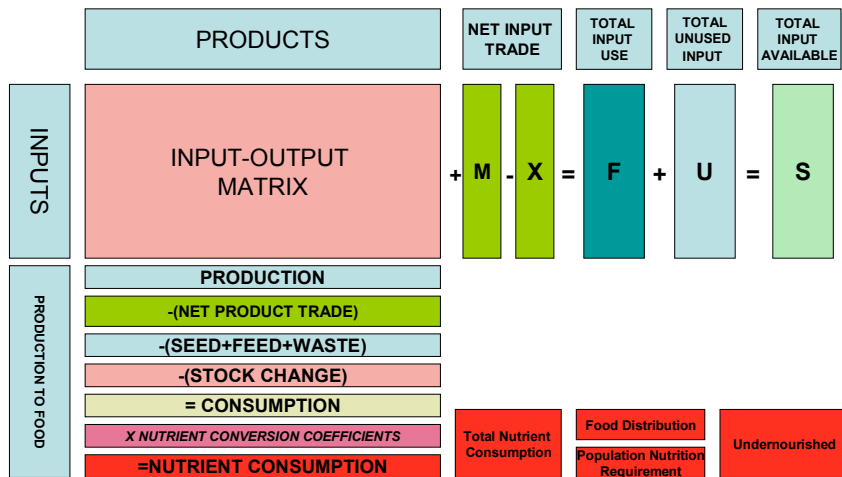 PRODUCTS
NET INPUT
TRADE
TOTAL
INPUT
USE
TOTAL
UNUSED
INPUT
TOTAL
INPUT
AVAILABLE
INPUTS
INPUT-OUTPUT
MATRIX
+ M - X = F + U = S
PRODUCTION TO FOOD
PRODUCTION
-(NET PRODUCT TRADE)
-(SEED+FEED+WASTE)
-(STOCK CHANGE)
= CONSUMPTION
X NUTRIENT CONVERSION COEFFICIENTS
=NUTRIENT CONSUMPTION
Total Nutrient
Consumption
Food Distribution
Population Nutrition
Requirement
Undernourished